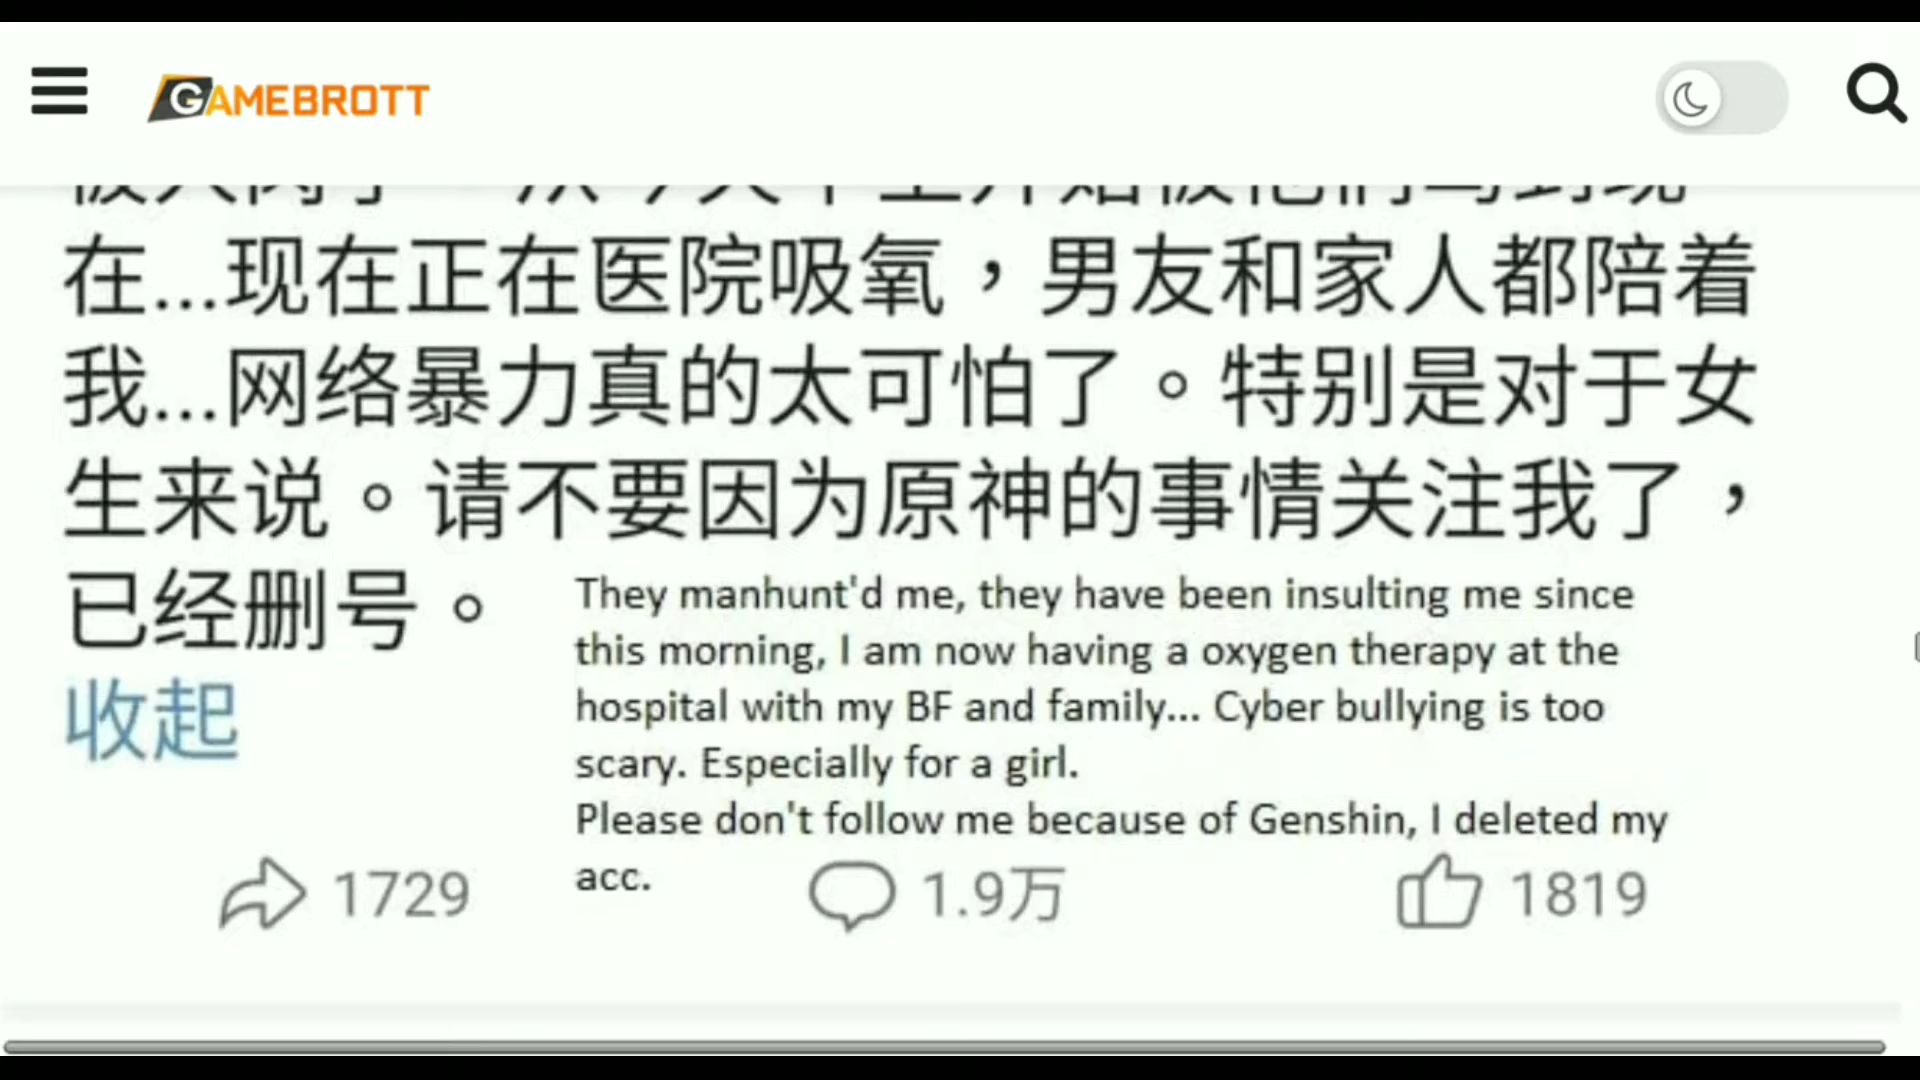 GAMEBROTT
在...现在正在医院吸氧，男友和家人都陪着
我...网络暴力真的太可怕了。特别是对于女
生来说。请不要因为原神的事情关注我了，
已经删号。
收起
They manhunt'd me, they have been insulting me since
this morning, I am now having a oxygen therapy at the
hospital with my BF and family... Cyber bullying is too
scary. Especially for a girl.
Please don't follow me because of Genshin, I deleted my
acc.
1729
1.9万
1819